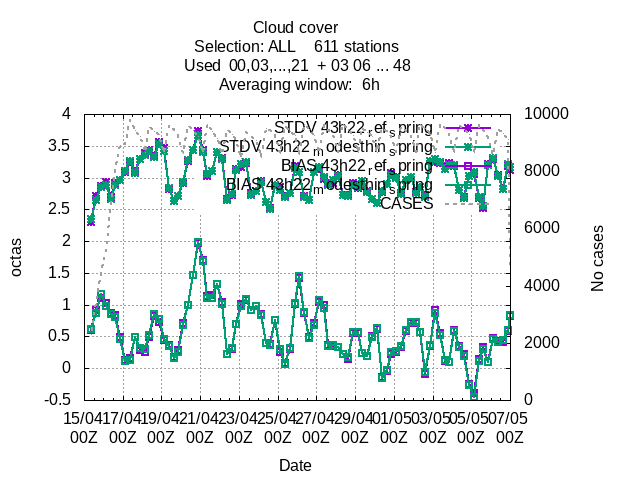 Cloud cover
Selection: ALL    611 stations
Used  00,03,...,21  + 03 06 ... 48
Averaging window:  6h
STDV 43h22_ref_spring
STDV 43h22_modesthin_spring
BIAS 43h22_ref_spring
BIAS 43h22_modesthin_spring
CASES
octas
4
3.5
3
2.5
2
1.5
1
0.5
0
-0.5
No cases
10000
8000
6000
4000
2000
0
15/04 17/04 19/04 21/04 23/04 25/04 27/04 29/04 01/05 03/05 05/05 07/05
00Z 00Z 00Z 00Z 00Z 00Z 00Z 00Z 00Z 00Z 00Z 00Z
Date